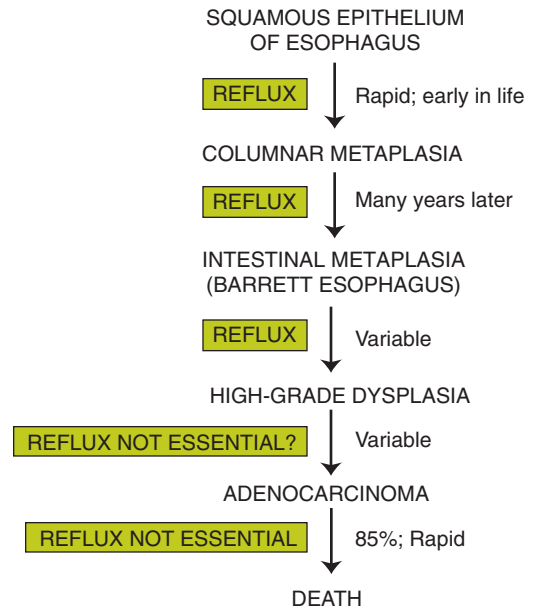 SQUAMOUS EPITHELIUM
OF ESOPHAGUS
REFLUX
Rapid; early in life
COLUMNAR METAPLASIA
REFLUX
Many years later
INTESTINAL METAPLASIA
(BARRETT ESOPHAGUS)
REFLUX
Variable
HIGH-GRADE DYSPLASIA
REFLUX NOT ESSENTIAL?
Variable
ADENOCARCINOMA
REFLUX NOT ESSENTIAL
85%; Rapid
DEATH